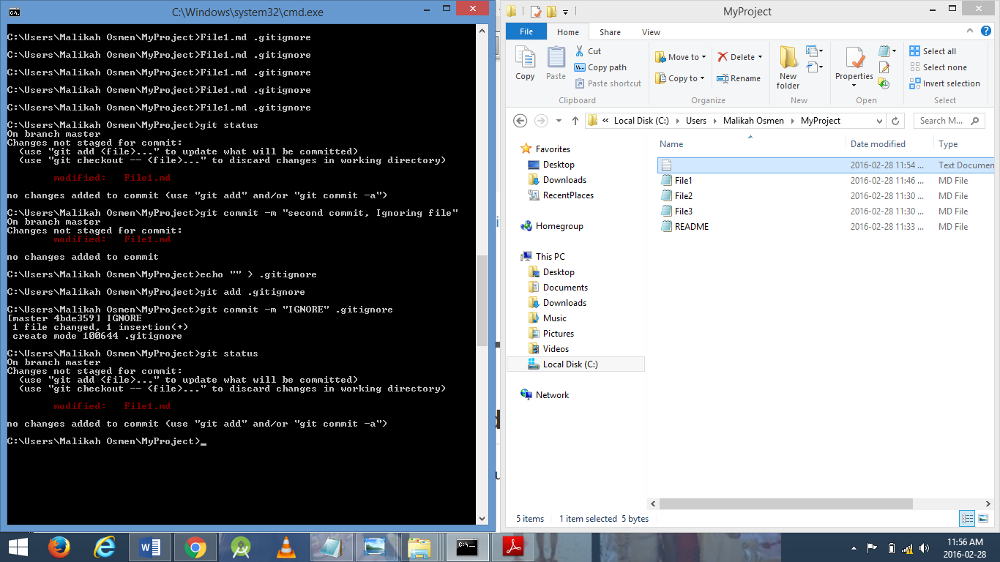 C:\Windows\system32\cmd.exe
C:\Users\Malikah Osmen\MyProject>File1.md .gitignore
C:\Users\Malikah Osmen\MyProject>File1.md .gitignore
C:\Users\Malikah Osmen\MyProject>File1.md .gitignore
C:\Users\Malikah Osmen\MyProject>File1.md .gitignore
C:\Users\Malikah Osmen\MyProject>File1.md .gitignore
C:\Users\Malikah Osmen\MyProject>git status
On branch master
Changes not staged for commit:
  (use "git add <file>..." to update what will be committed)
  (use "git checkout -- <file>..." to discard changes in working directory)
        modified:   File1.md
no changes added to commit (use "git add" and/or "git commit -a")
C:\Users\Malikah Osmen\MyProject>git commit -m "second commit, Ignoring file"
On branch master
Changes not staged for commit:
        modified:   File1.md
no changes added to commit
C:\Users\Malikah Osmen\MyProject>echo "" > .gitignore
C:\Users\Malikah Osmen\MyProject>git add .gitignore
C:\Users\Malikah Osmen\MyProject>git commit -m "IGNORE" .gitignore
[master 4bde359] IGNORE
 1 file changed, 1 insertion(+)
 create mode 100644 .gitignore
C:\Users\Malikah Osmen\MyProject>git status
On branch master
Changes not staged for commit:
  (use "git add <file>..." to update what will be committed)
  (use "git checkout -- <file>..." to discard changes in working directory)
        modified:   File1.md
no changes added to commit (use "git add" and/or "git commit -a")
C:\Users\Malikah Osmen\MyProject>_
MyProject
File Home Share View
Copy
Paste
Cut
Copy path
Paste shortcut
Clipboard
Move to
Copy to
Delete
Rename
Organize
New folder
New
Properties
Open
Select all
Select none
Invert selection
Select
« Local Disk (C:) Users Malikah Osmen MyProject
Search M...
Favorites
Desktop
Downloads
RecentPlaces
Homegroup
This PC
Desktop
Documents
Downloads
Music
Pictures
Videos
Local Disk (C:)
Network
Name Date modified Type
2016-02-28 11:54 ... Text Documen
File1 2016-02-28 11:46 ... MD File
File2 2016-02-28 11:30 ... MD File
File3 2016-02-28 11:30 ... MD File
README 2016-02-28 11:33 ... MD File
5 items 1 item selected 5 bytes
11:56 AM
2016-02-28